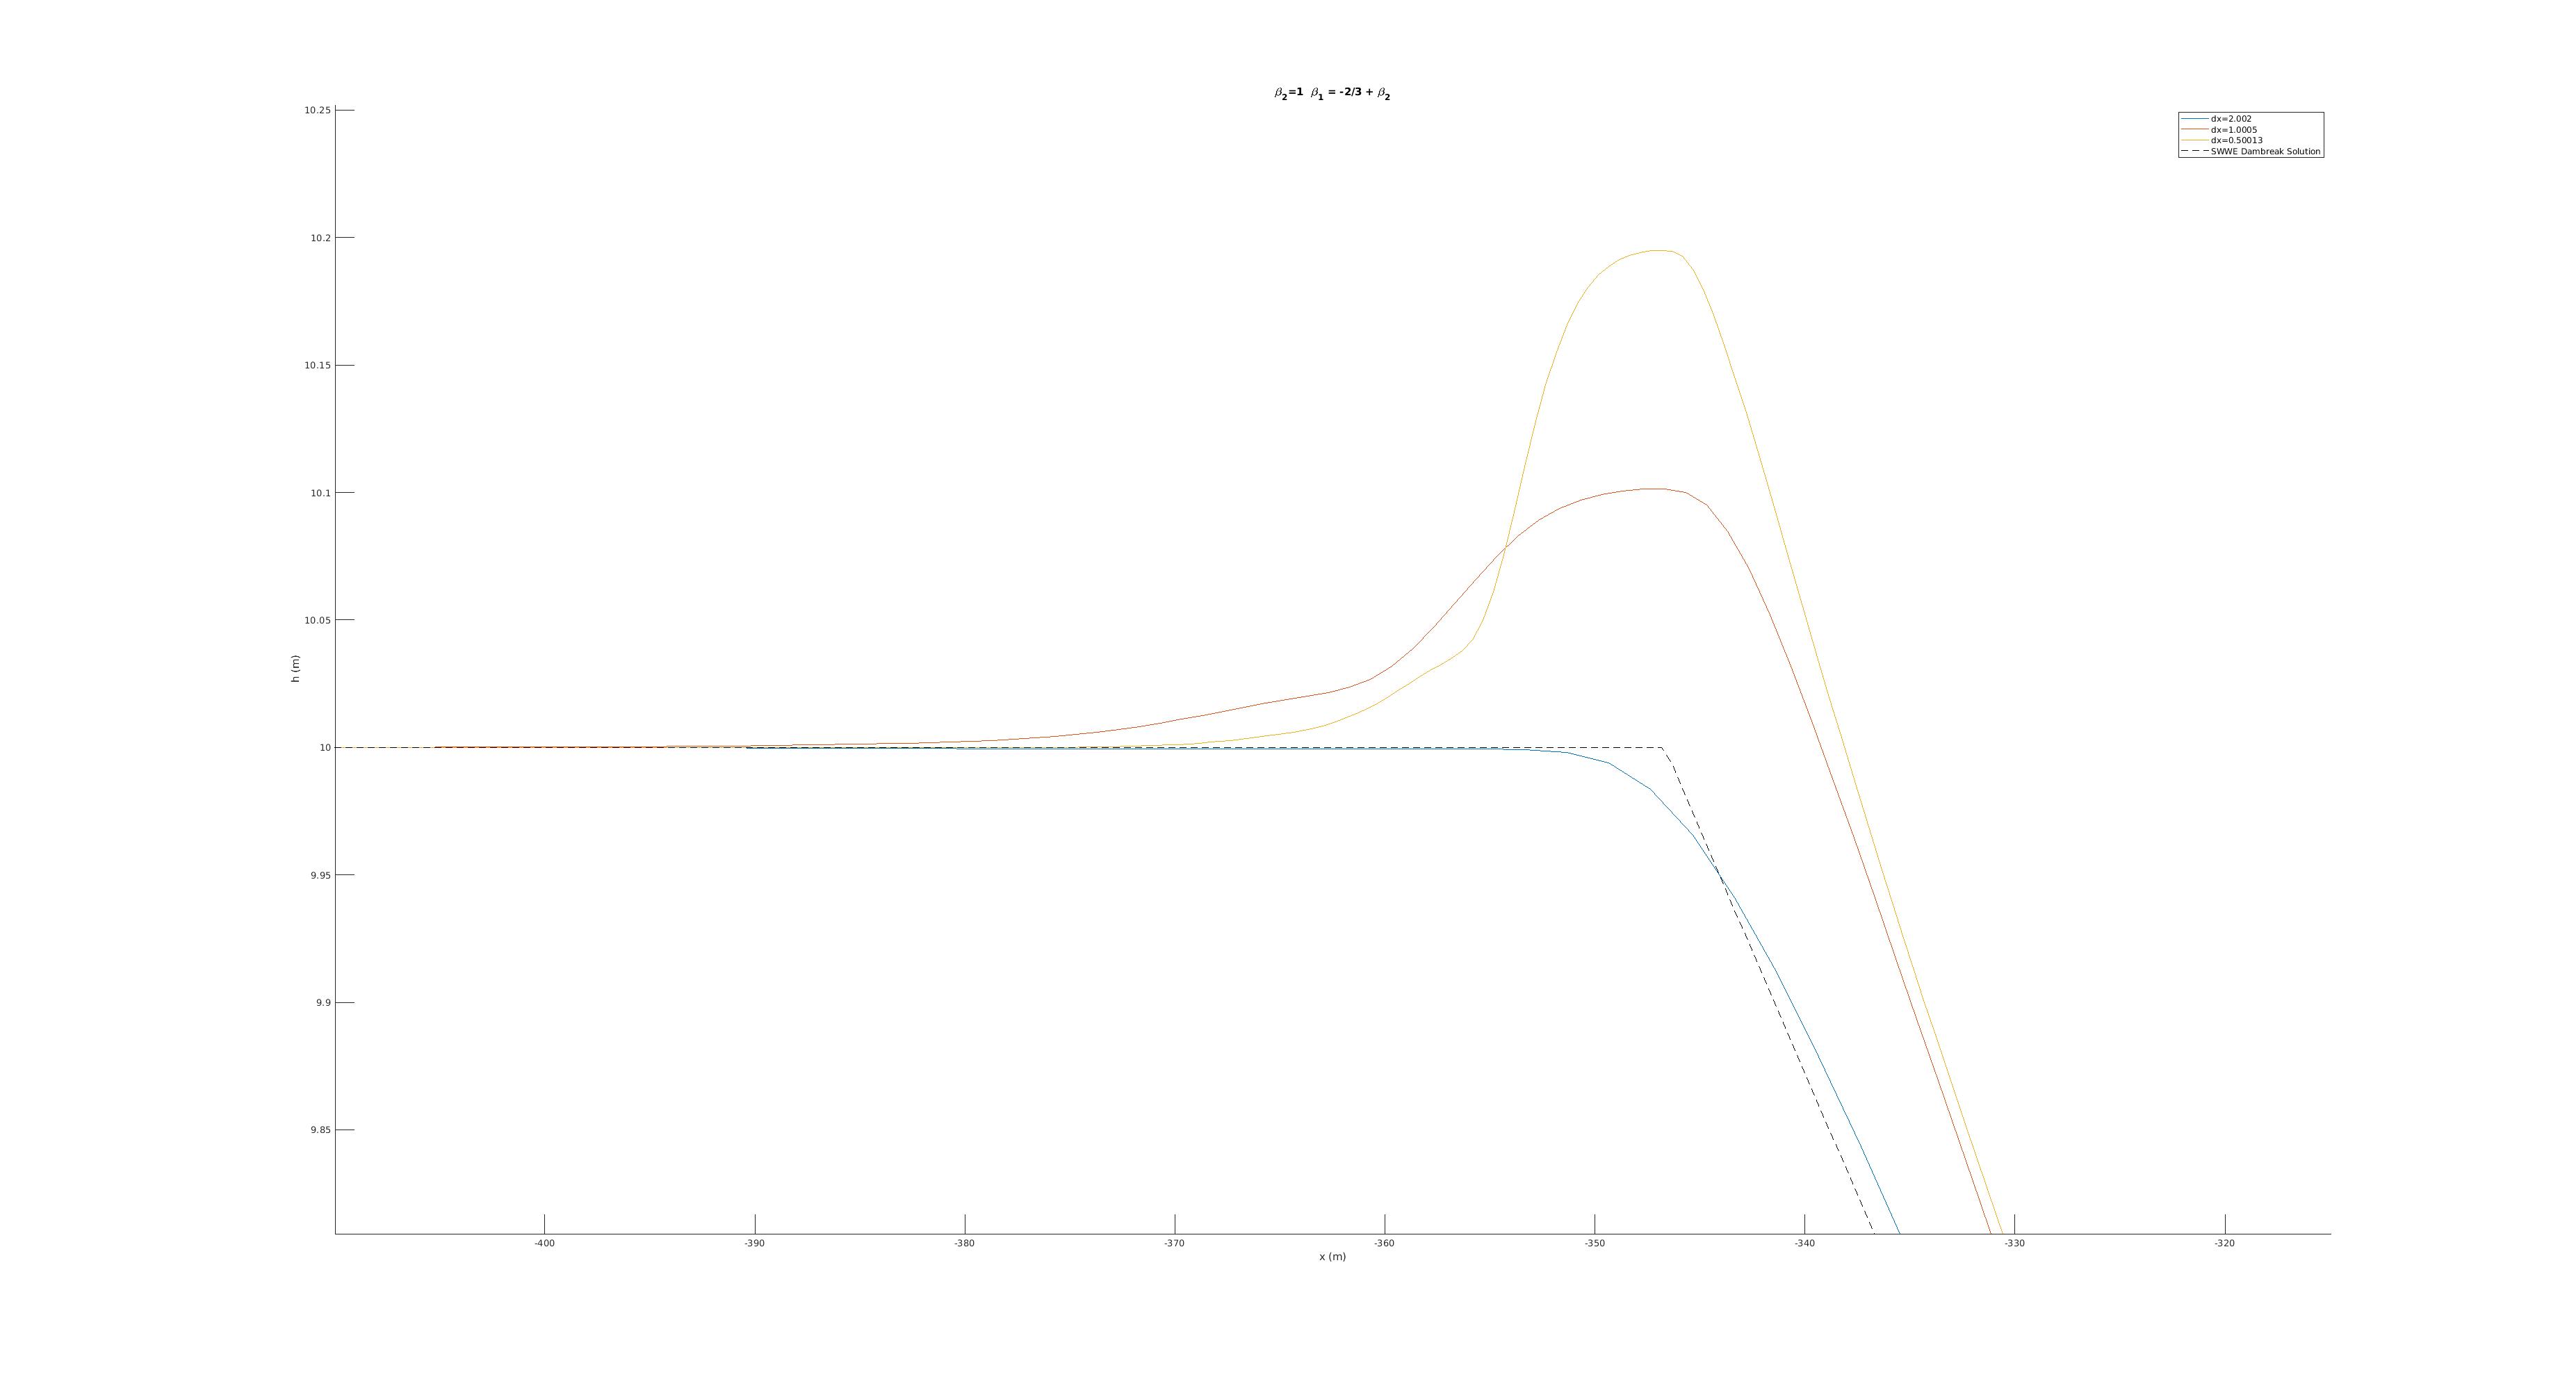 β2=1 β1 = -2/3 + β2
10.25
10.2
10.15
10.1
10.05
10
9.95
9.9
9.85
h (m)
-400 -390 -380 -370 -360 -350 -340 -330 -320
x (m)
dx=2.002
dx=1.0005
dx=0.50013
SWWE Dambreak Solution